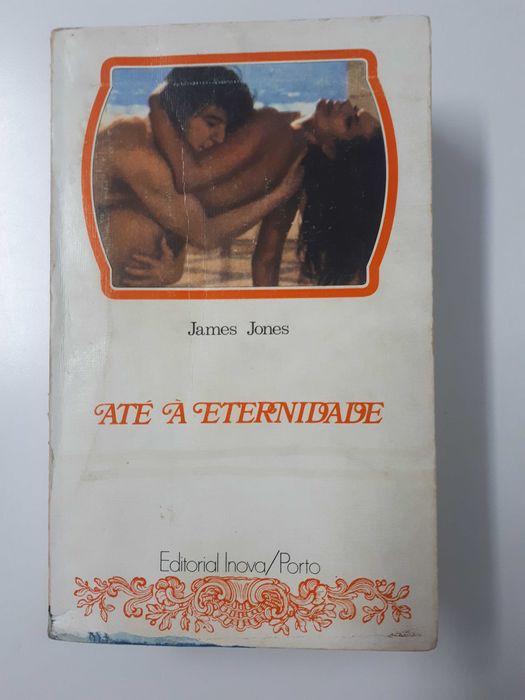 James Jones
ATÉ À ETERNIDADE
Editorial Inova/Porto